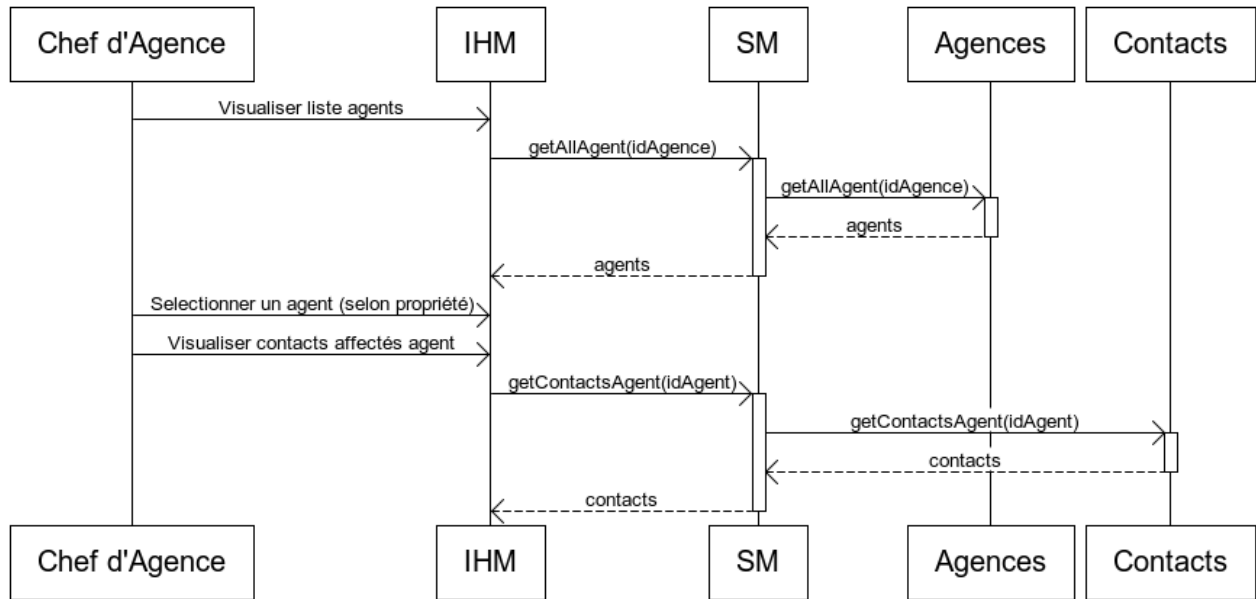 Chef d'Agence
IHM
SM
Agences
Contacts
Visualiser liste agents
getAllAgent(idAgence)
getAllAgent(idAgence)
agents
agents
Selectionner un agent (selon propriété)
Visualiser contacts affectés agent
getContactsAgent(idAgent)
getContactsAgent(idAgent)
contacts
contacts
Chef d'Agence
IHM
SM
Agences
Contacts